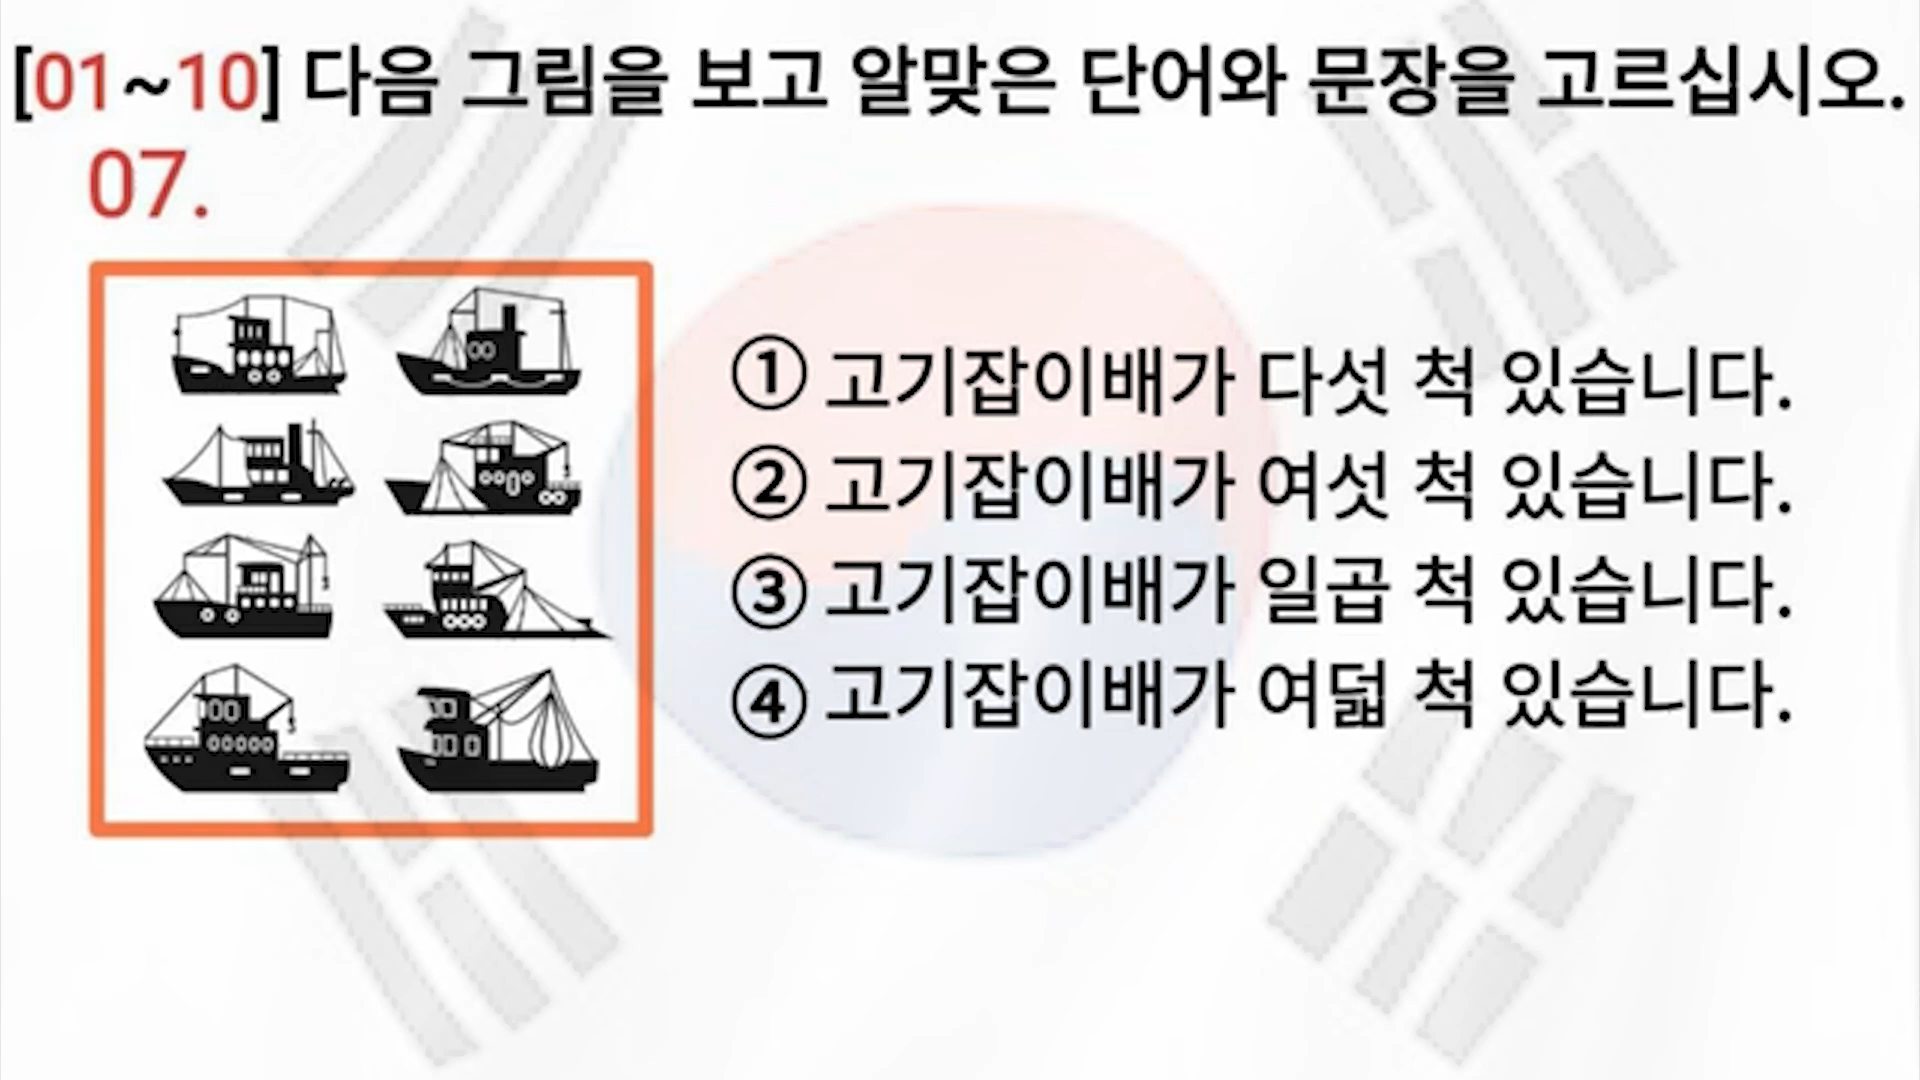 [01~10] 다음 그림을 보고 알맞은 단어와 문장을 고르십시오.
07.
① 고기잡이배가 다섯 척 있습니다.
② 고기잡이배가 여섯 척 있습니다.
③ 고기잡이배가 일곱 척 있습니다.
④ 고기잡이배가 여덟 척 있습니다.